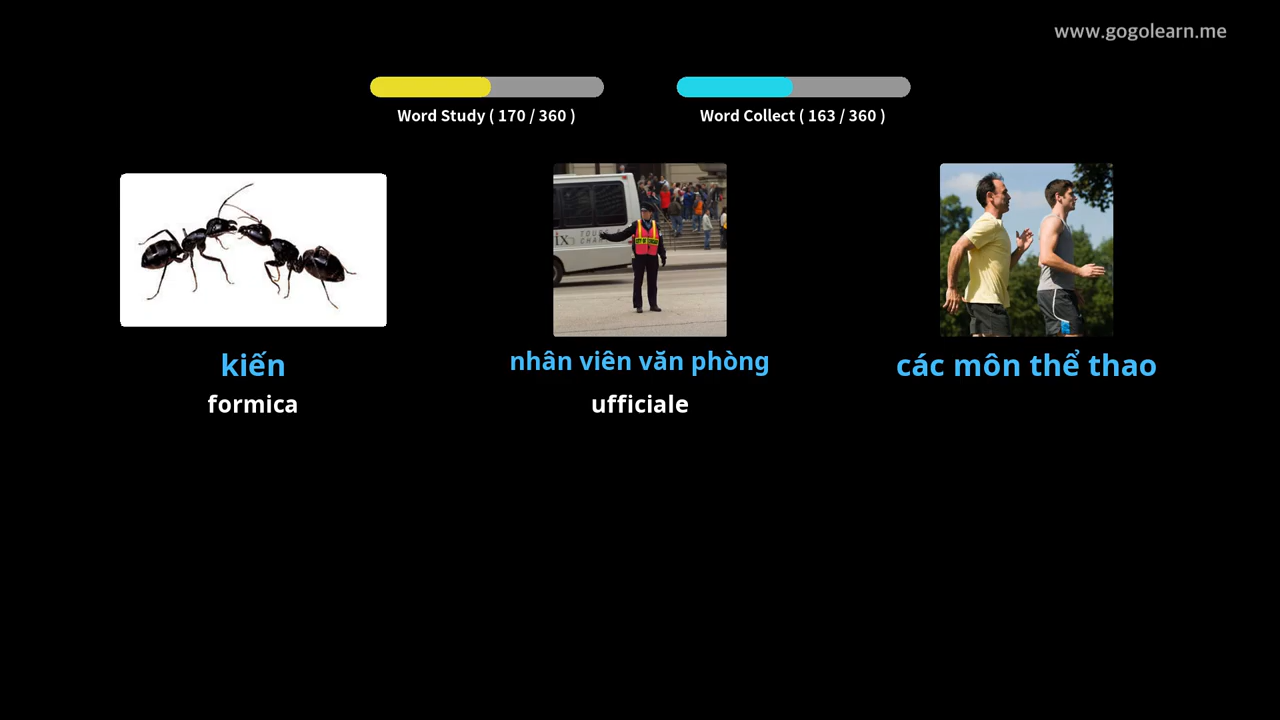 www.gogolearn.me
Word Study ( 170 / 360 )
Word Collect ( 163 / 360 )
kiến
nhân viên văn phòng
các môn thể thao
formica
ufficiale